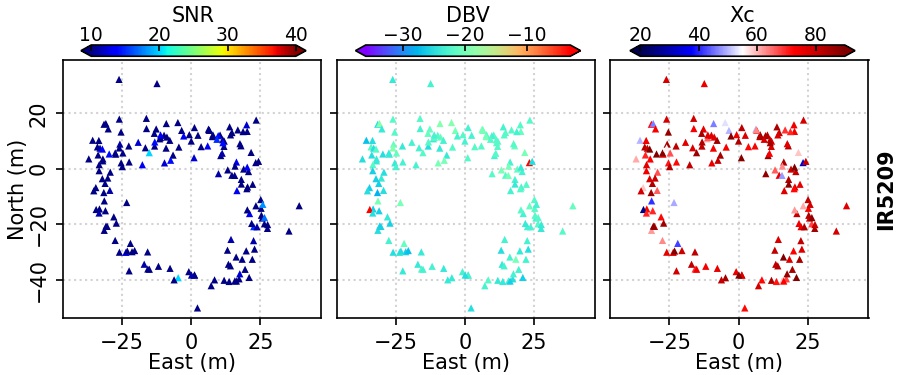 SNR DBV Xc
10 20 30 40 −30 −20 −10 20 40 60 80
20
0
−20
−40
North (m)
−25 0 25 −25 0 25 −25 0 25
East (m) East (m) East (m)
IR5209